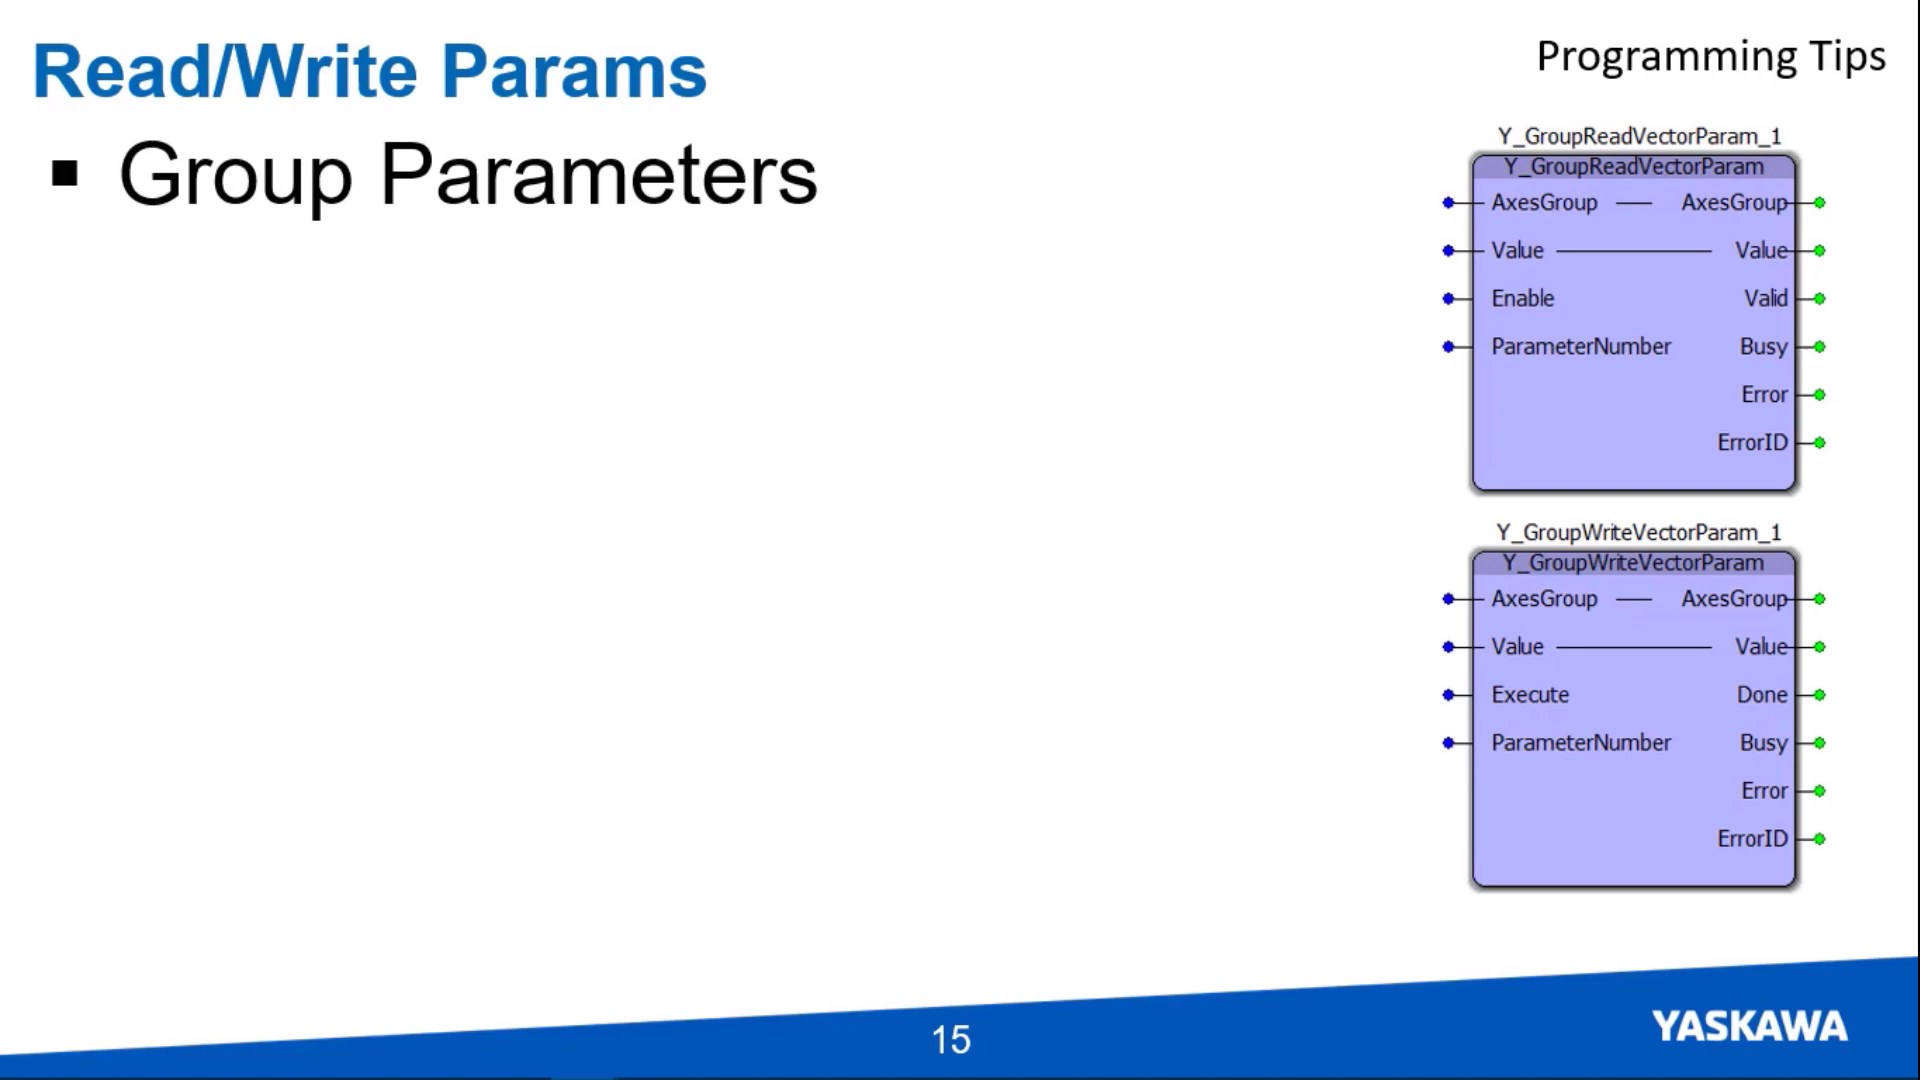 Read/Write Params
Programming Tips
▪ Group Parameters
Y_GroupReadVectorParam_1
Y_GroupReadVectorParam
AxesGroup AxesGroup
Value Value
Enable Valid
ParameterNumber Busy
Error
ErrorID
Y_GroupWriteVectorParam_1
Y_GroupWriteVectorParam
AxesGroup AxesGroup
Value Value
Execute Done
ParameterNumber Busy
Error
ErrorID
15
YASKAWA